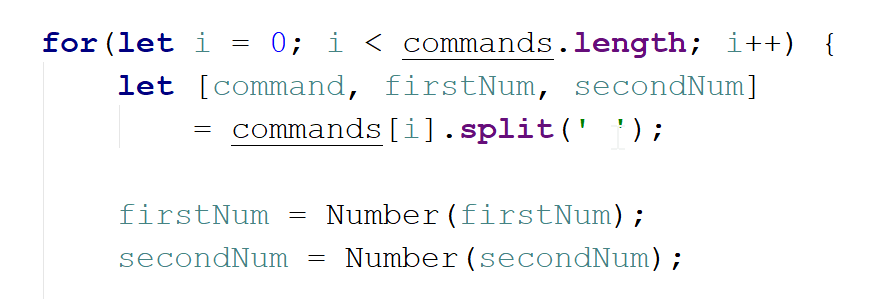 for(let i = 0; i < commands.length; i++) {
let [command, firstNum, secondNum]
= commands[i].split(' ');
firstNum = Number(firstNum);
secondNum = Number(secondNum);